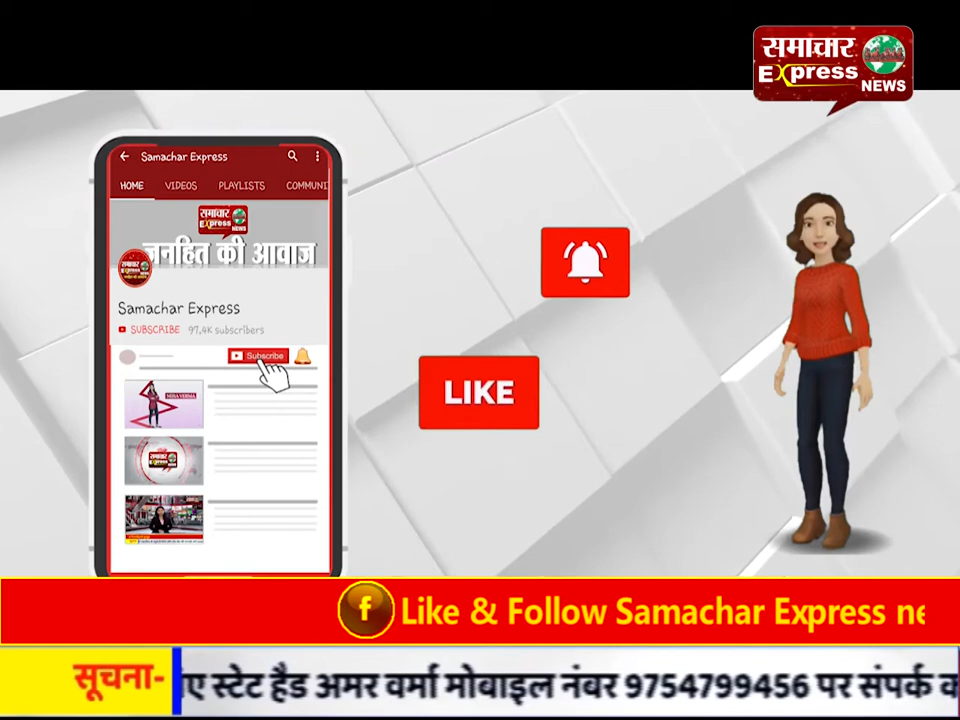 समाचार
Express
NEWS
Samachar Express
HOME VIDEOS PLAYLISTS COMMUNI
समाचार
Express
NEWS
जनहित की आवाज
Samachar Express
SUBSCRIBE 97.4K subscribers
Subscribe
LIKE
Like & Follow Samachar Express ne
सूचना- ए स्टेट हैड अमर वर्मा मोबाइल नंबर 9754799456 पर संपर्क क